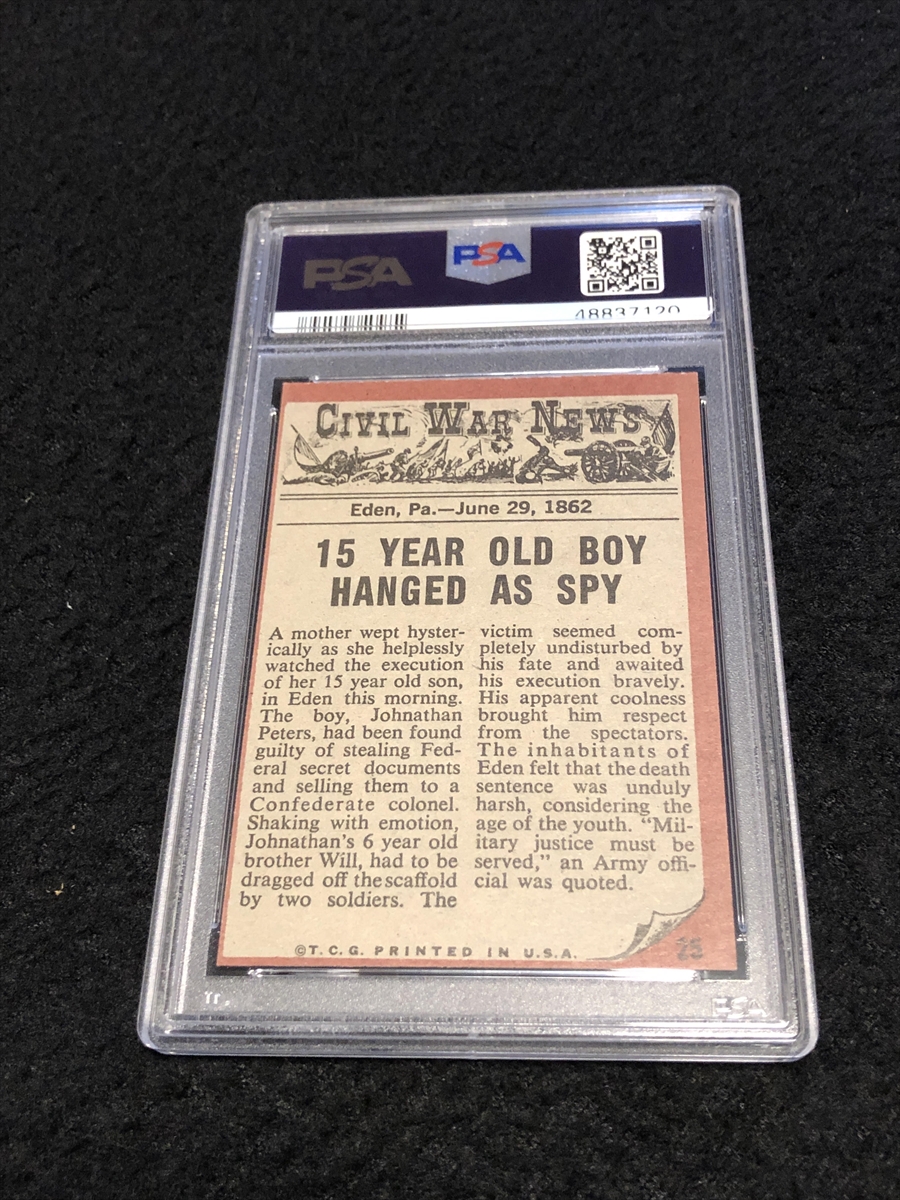 PSA
PSA
48837120
CIVIL WAR NEWS
Eden, Pa.—June 29, 1862
15 YEAR OLD BOY
HANGED AS SPY
A mother wept hyster-
ically as she helplessly
watched the execution
of her 15 year old son,
in Eden this morning.
The boy, Johnathan
Peters, had been found
guilty of stealing Fed-
eral secret documents
and selling them to a
Confederate colonel.
Shaking with emotion,
Johnathan's 6 year old
brother Will, had to be
dragged off the scaffold
by two soldiers. The
victim seemed com-
pletely undisturbed by
his fate and awaited
his execution bravely.
His apparent coolness
brought him respect
from the spectators.
The inhabitants of
Eden felt that the death
sentence was unduly
harsh, considering the
age of the youth. “Mil-
itary justice must be
served,” an Army offi-
cial was quoted.
©T.C.G. PRINTED IN U.S.A.
PSA